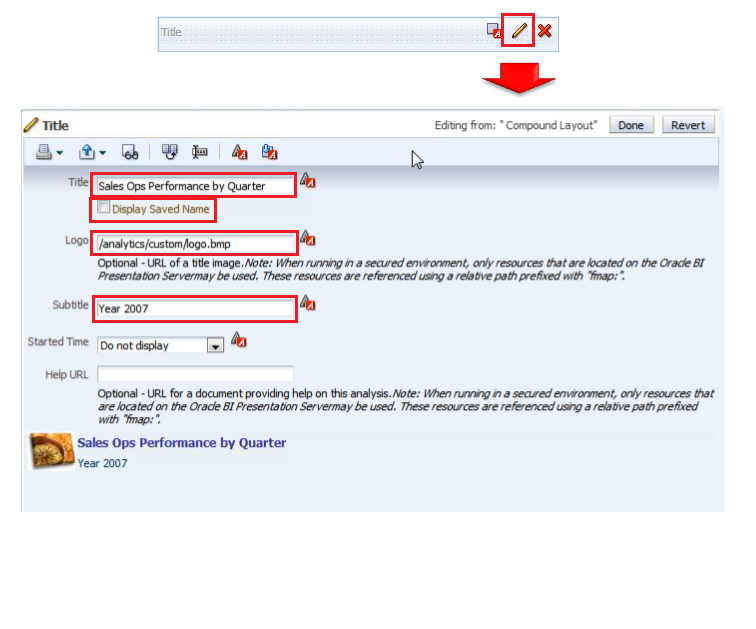 Title
Title
Editing from: "Compound Layout"
Done
Revert
Title
Sales Ops Performance by Quarter
Display Saved Name
Logo
/analytics/custom/logo.bmp
Optional - URL of a title image.Note: When running in a secured environment, only resources that are located on the Oracle BI
Presentation Servermay be used. These resources are referenced using a relative path prefixed with "fmap:".
Subtitle
Year 2007
Started Time
Do not display
Help URL
Optional - URL for a document providing help on this analysis.Note: When running in a secured environment, only resources that
are located on the Oracle BI Presentation Servermay be used. These resources are referenced using a relative path prefixed
with "fmap:".
Sales Ops Performance by Quarter
Year 2007